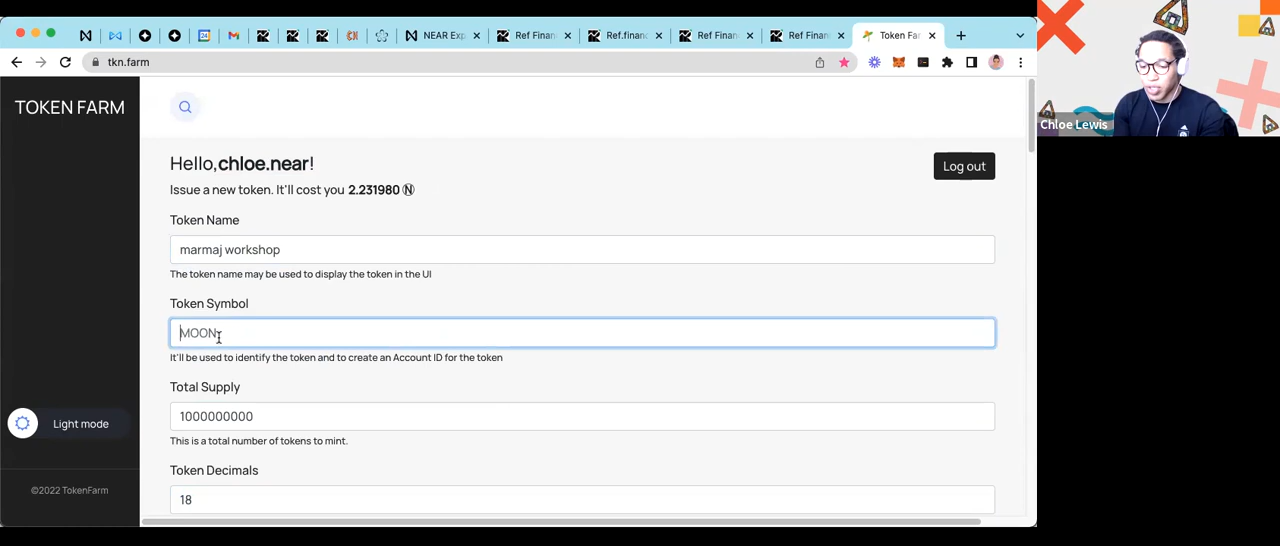 NEAR Exp
Ref Finan
Ref.financ
Ref Finan
Ref Finan
Token Far
tkn.farm
TOKEN FARM
Hello,chloe.near!
Log out
Issue a new token. It'll cost you 2.231980 Ⓝ
Token Name
marmaj workshop
The token name may be used to display the token in the UI
Token Symbol
MOON
It'll be used to identify the token and to create an Account ID for the token
Total Supply
1000000000
This is a total number of tokens to mint.
Token Decimals
18
Light mode
©2022 TokenFarm
Chloe Lewis